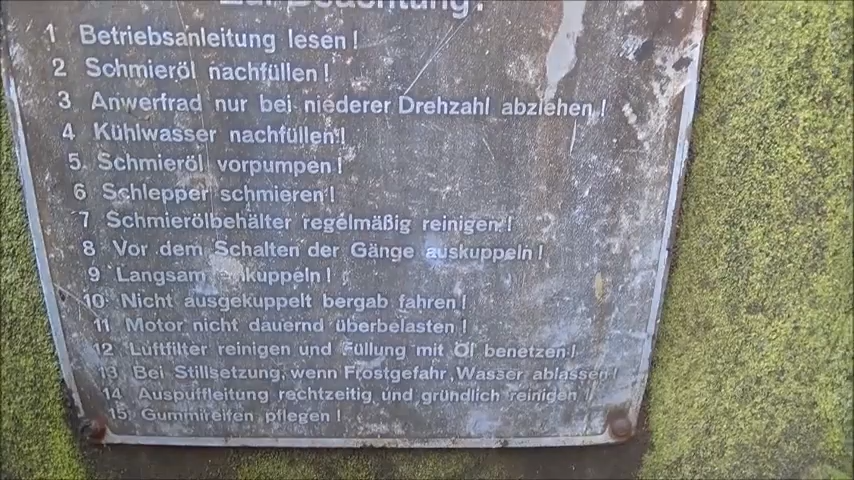 Zur Beachtung!
1 Betriebsanleitung lesen!
2 Schmieröl nachfüllen!
3 Anwerfrad nur bei niederer Drehzahl abziehen!
4 Kühlwasser nachfüllen!
5 Schmieröl vorpumpen!
6 Schlepper schmieren!
7 Schmierölbehälter regelmäßig reinigen!
8 Vor dem Schalten der Gänge auskuppeln!
9 Langsam einkuppeln!
10 Nicht ausgekuppelt bergab fahren!
11 Motor nicht dauernd überbelasten!
12 Luftfilter reinigen und Füllung mit Öl benetzen!
13 Bei Stillsetzung, wenn Frostgefahr, Wasser ablassen!
14 Auspuffleitung rechtzeitig und gründlich reinigen!
15 Gummireifen pflegen!